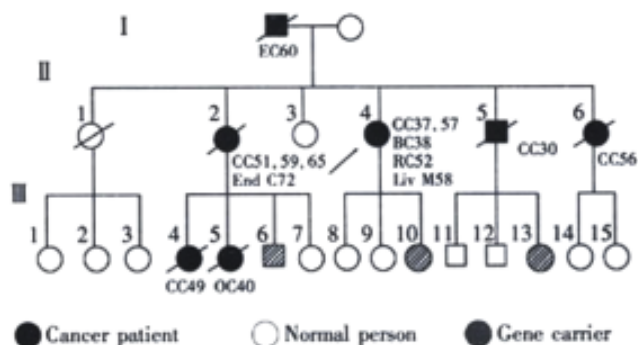 I
EC60
II
1 2 3 4 5 6
CC37, 57
BC38
RC52
Liv M58
CC51, 59, 65
End C72
CC30
CC56
III
1 2 3 4 5 6 7 8 9 10 11 12 13 14 15
CC49 OC40
Cancer patient Normal person Gene carrier